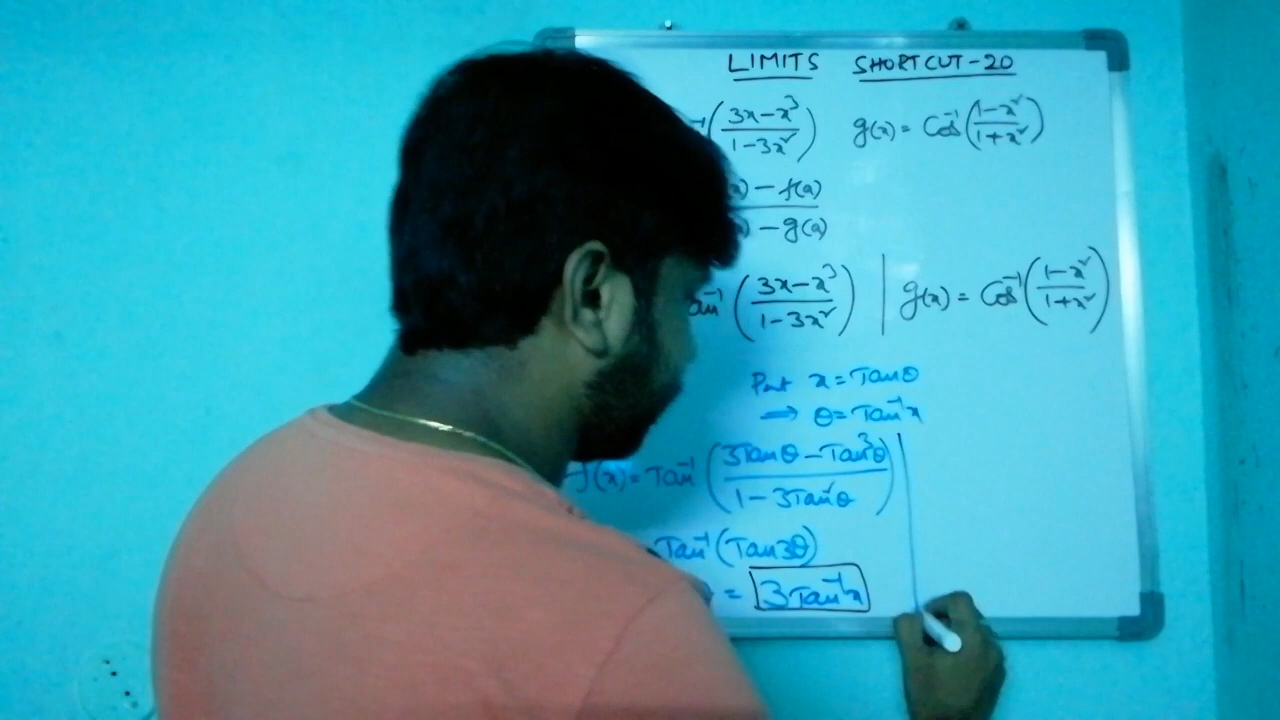 LIMITS SHORTCUT-20
⁻¹((3x-x³)/(1-3x²)) g(x) = Cos⁻¹((1-x²)/(1+x²))
) - f(a)
) - g(a)
an⁻¹((3x-x³)/(1-3x²)) | g(x) = Cos⁻¹((1-x²)/(1+x²))
Put x = Tanθ
⇒ θ = Tan⁻¹x
f(x) = Tan⁻¹((3Tanθ - Tan³θ)/(1 - 3Tan²θ))
Tan⁻¹(Tan3θ)
= 3Tan⁻¹x